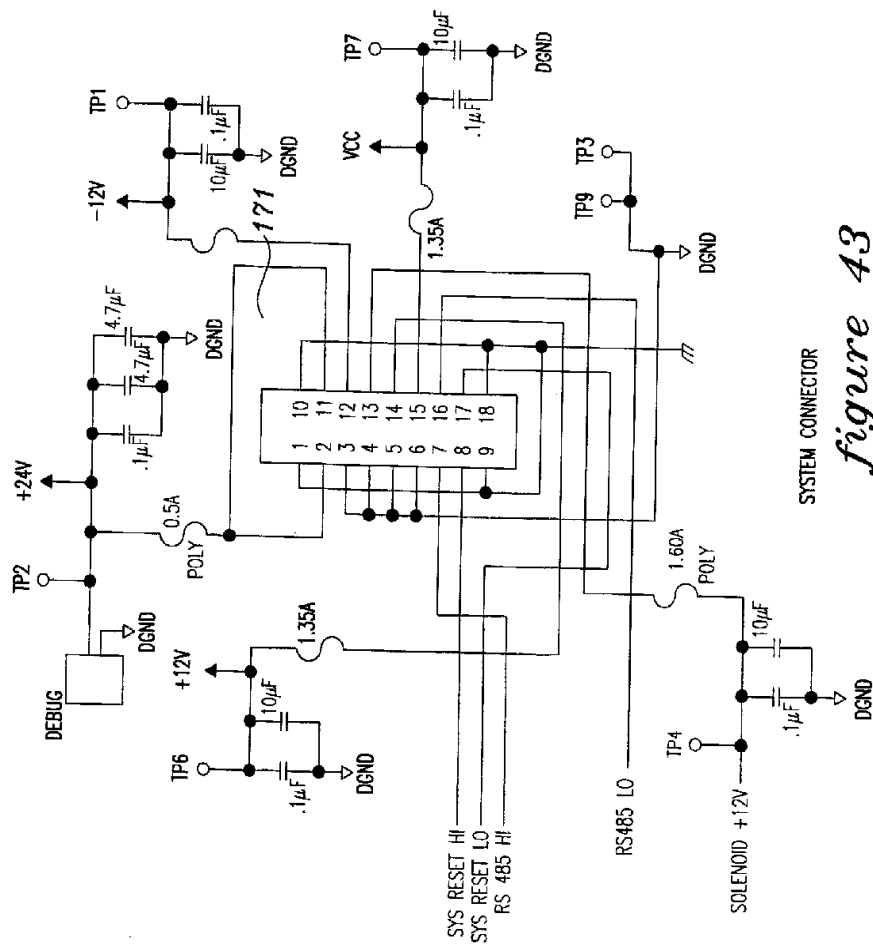 DEBUG
DGND
TP2
+24V
0.5A
POLY
.1µF
4.7µF
4.7µF
DGND
-12V
TP1
10µF
.1µF
DGND
171
VCC
TP7
1.35A
.1µF
10µF
DGND
TP6
+12V
.1µF
10µF
DGND
1.35A
1 10
2 11
3 12
4 13
5 14
6 15
7 16
8 17
9 18
TP9
TP3
DGND
SYS RESET HI
SYS RESET LO
RS 485 HI
RS485 LO
SOLENOID +12V
TP4
.1µF
10µF
DGND
1.60A
POLY
SYSTEM CONNECTOR
figure 43